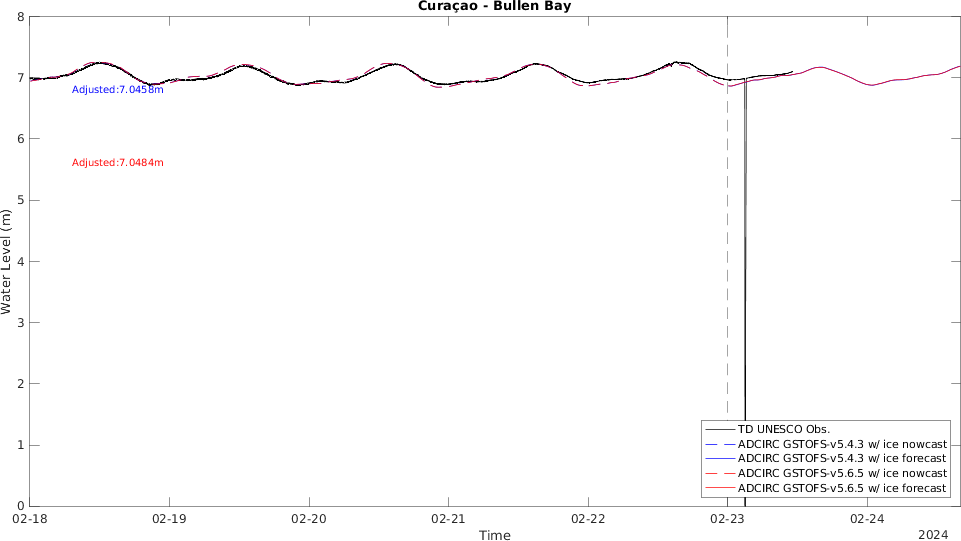 Curaçao - Bullen Bay
8
7
6
5
4
3
2
1
0
Water Level (m)
Adjusted:7.0458m
Adjusted:7.0484m
TD UNESCO Obs.
ADCIRC GSTOFS-v5.4.3 w/ ice nowcast
ADCIRC GSTOFS-v5.4.3 w/ ice forecast
ADCIRC GSTOFS-v5.6.5 w/ ice nowcast
ADCIRC GSTOFS-v5.6.5 w/ ice forecast
02-18 02-19 02-20 02-21 02-22 02-23 02-24
Time
2024